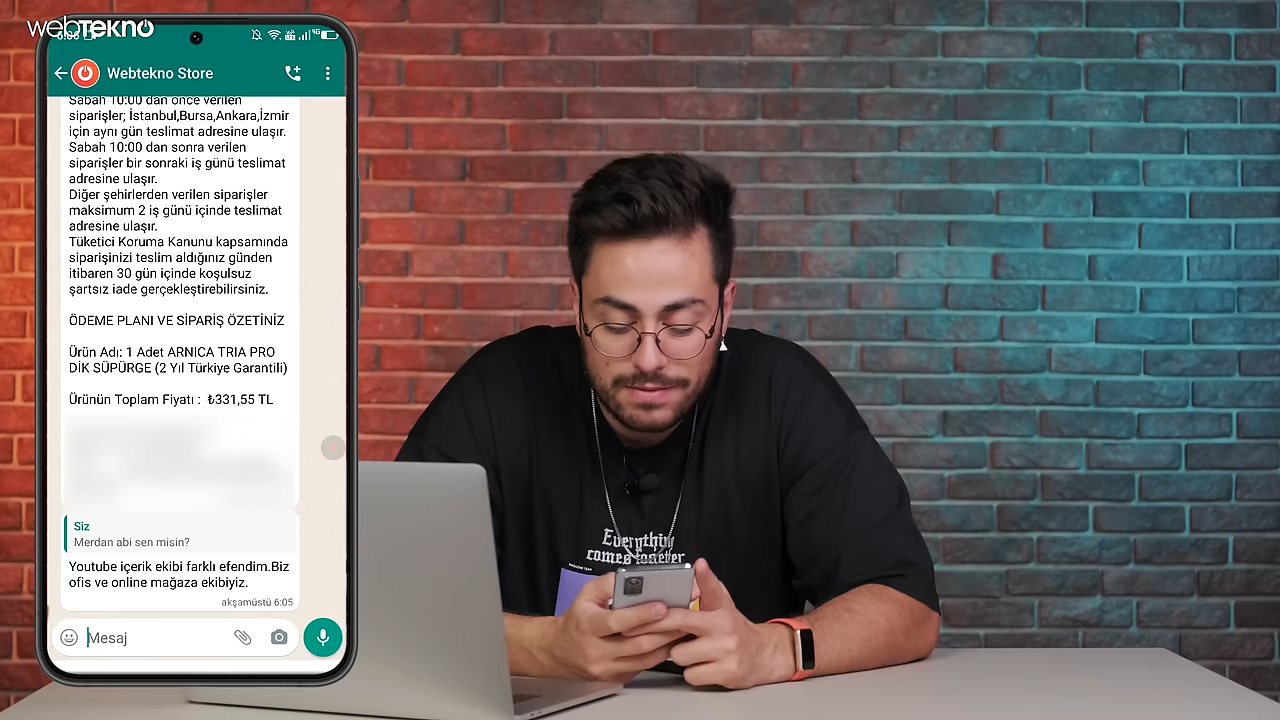 webTEKNO
Webtekno Store
Sabah 10:00 dan önce verilen
siparişler; İstanbul,Bursa,Ankara,İzmir
için aynı gün teslimat adresine ulaşır.
Sabah 10:00 dan sonra verilen
siparişler bir sonraki iş günü teslimat
adresine ulaşır.
Diğer şehirlerden verilen siparişler
maksimum 2 iş günü içinde teslimat
adresine ulaşır.
Tüketici Koruma Kanunu kapsamında
siparişinizi teslim aldığınız günden
itibaren 30 gün içinde koşulsuz
şartsız iade gerçekleştirebilirsiniz.
ÖDEME PLANI VE SİPARİŞ ÖZETİNİZ
Ürün Adı: 1 Adet ARNICA TRIA PRO
DİK SÜPÜRGE (2 Yıl Türkiye Garantili)
Ürünün Toplam Fiyatı : ₺331,55 TL
Siz
Merdan abi sen misin?
Youtube içerik ekibi farklı efendim.Biz
ofis ve online mağaza ekibiyiz.
akşamüstü 6:05
Mesaj
Everything
comes together